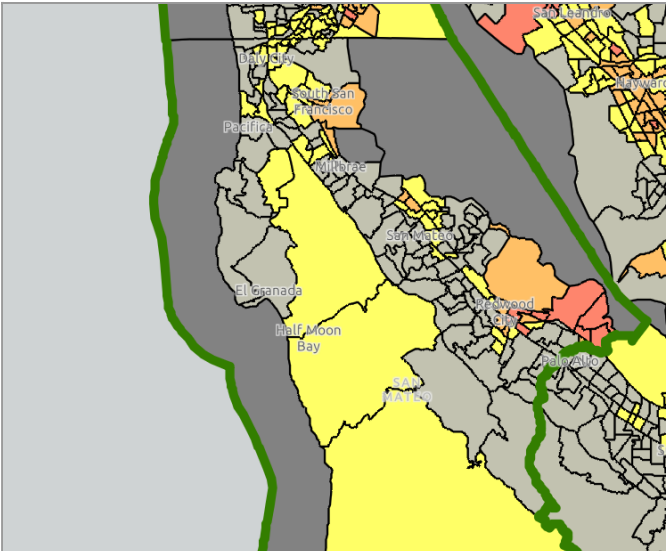 San Leandro
Daly City
Hayward
South San
Francisco
Pacifica
Millbrae
San Mateo
El Granada
Redwood
City
Half Moon
Bay
Palo Alto
SAN
MATEO
S